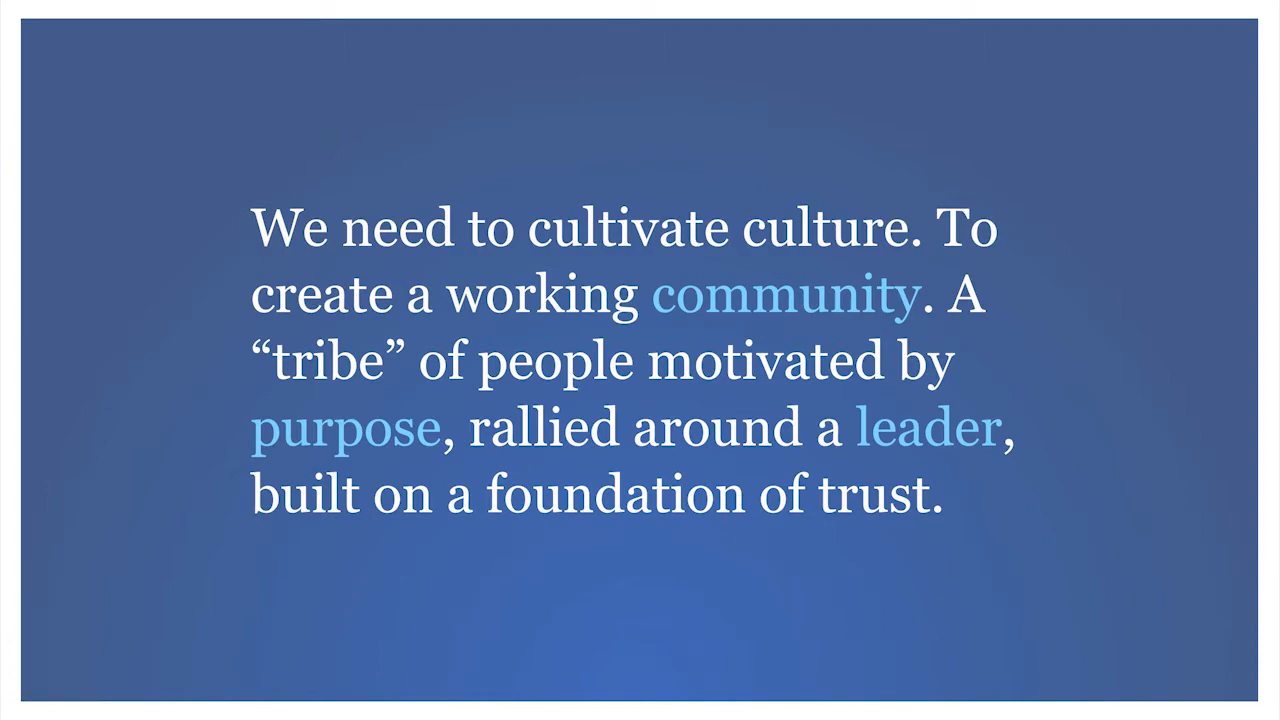 We need to cultivate culture. To
create a working community. A
“tribe” of people motivated by
purpose, rallied around a leader,
built on a foundation of trust.